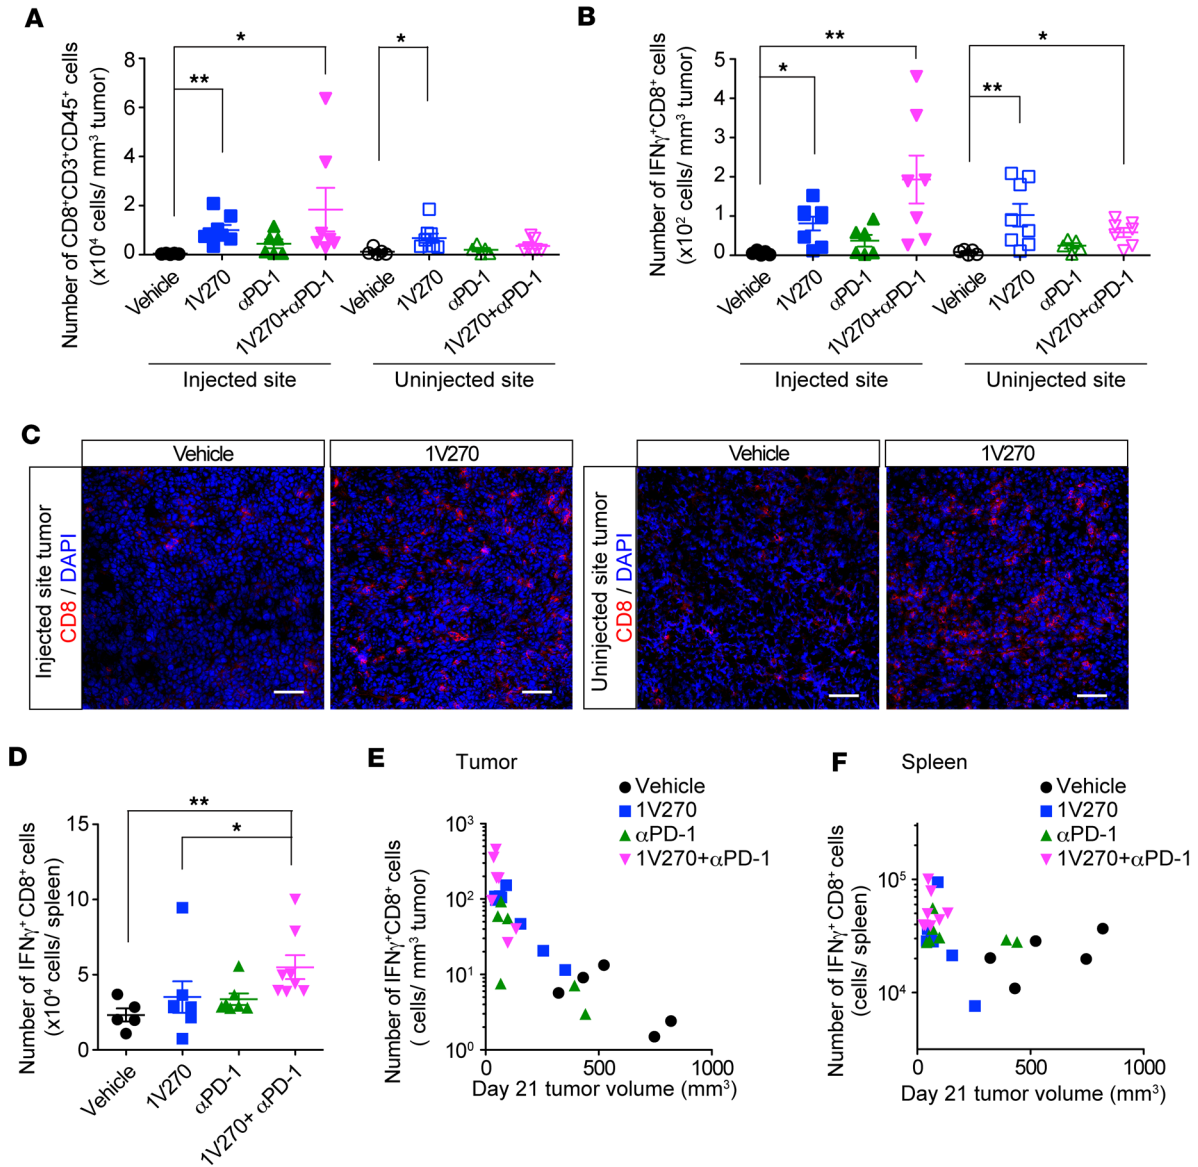 A
Number of CD8⁺CD3⁺CD45⁺ cells
(x10⁴ cells/ mm³ tumor)
8
6
4
2
0
*
**
*
Vehicle
1V270
αPD-1
1V270+αPD-1
Vehicle
1V270
αPD-1
1V270+αPD-1
Injected site
Uninjected site
B
Number of IFNγ⁺CD8⁺ cells
(x10² cells/ mm³ tumor)
5
4
3
2
1
0
**
*
*
**
Vehicle
1V270
αPD-1
1V270+αPD-1
Vehicle
1V270
αPD-1
1V270+αPD-1
Injected site
Uninjected site
C
Vehicle
1V270
Injected site tumor
CD8 / DAPI
Vehicle
1V270
Uninjected site tumor
CD8 / DAPI
D
Number of IFNγ⁺ CD8⁺ cells
(x10⁴ cells/ spleen)
15
10
5
0
**
*
Vehicle
1V270
αPD-1
1V270+ αPD-1
E
Tumor
Vehicle
1V270
αPD-1
1V270+αPD-1
Number of IFNγ⁺CD8⁺ cells
( cells/ mm³ tumor)
10³
10²
10¹
10⁰
0
500
1000
Day 21 tumor volume (mm³)
F
Spleen
Vehicle
1V270
αPD-1
1V270+αPD-1
Number of IFNγ⁺ CD8⁺ cells
(cells/ spleen)
10⁵
10⁴
0
500
1000
Day 21 tumor volume (mm³)